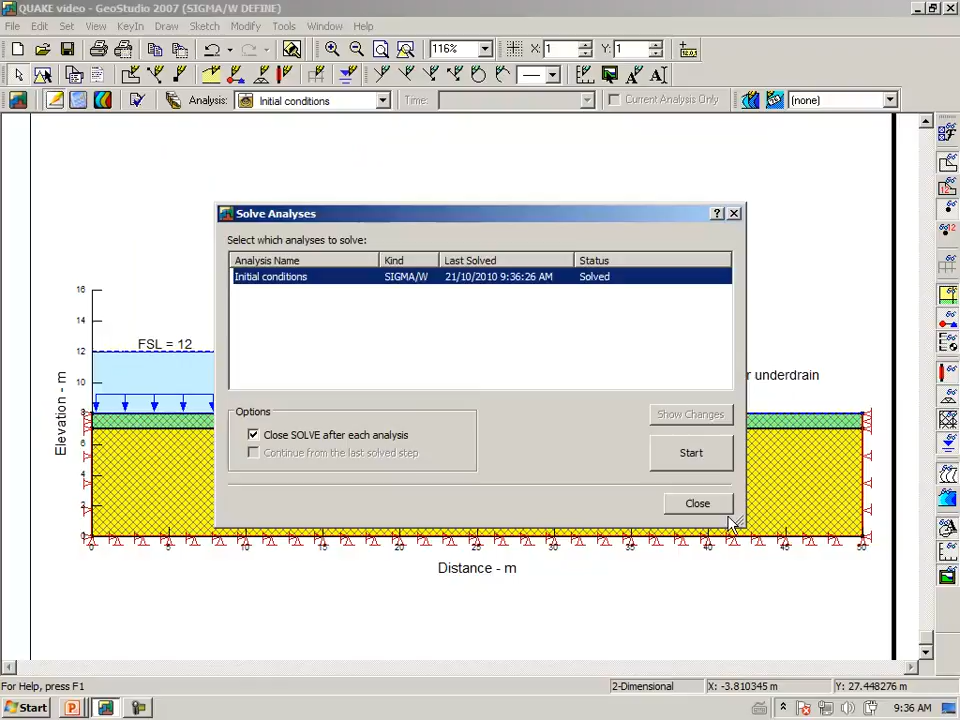 QUAKE video - GeoStudio 2007 (SIGMA/W DEFINE)
File Edit Set View KeyIn Draw Sketch Modify Tools Window Help
116% X: 1 Y: 1
Analysis: Initial conditions Time: Current Analysis Only (none)
Solve Analyses
Select which analyses to solve:
Analysis Name Kind Last Solved Status
Initial conditions SIGMA/W 21/10/2010 9:36:26 AM Solved
16
14
FSL = 12
12
r underdrain
10
8
6
4
2
0
Elevation - m
Options
Close SOLVE after each analysis
Continue from the last solved step
Show Changes
Start
Close
0 5 10 15 20 25 30 35 40 45 50
Distance - m
For Help, press F1 2-Dimensional X: -3.810345 m Y: 27.448276 m
Start 9:36 AM